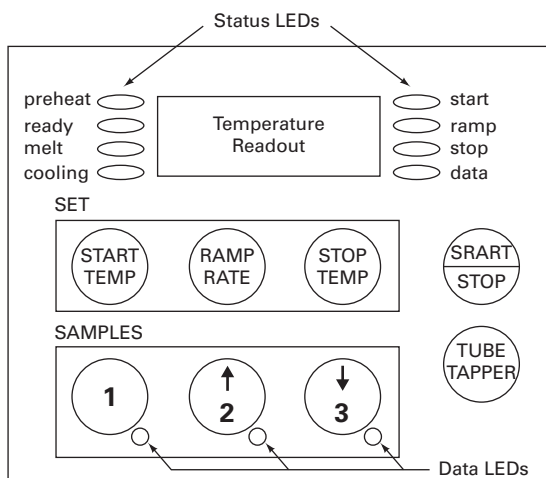 Status LEDs
preheat
ready
melt
cooling
Temperature
Readout
start
ramp
stop
data
SET
START
TEMP
RAMP
RATE
STOP
TEMP
SRART
STOP
SAMPLES
1
↑
2
↓
3
TUBE
TAPPER
Data LEDs